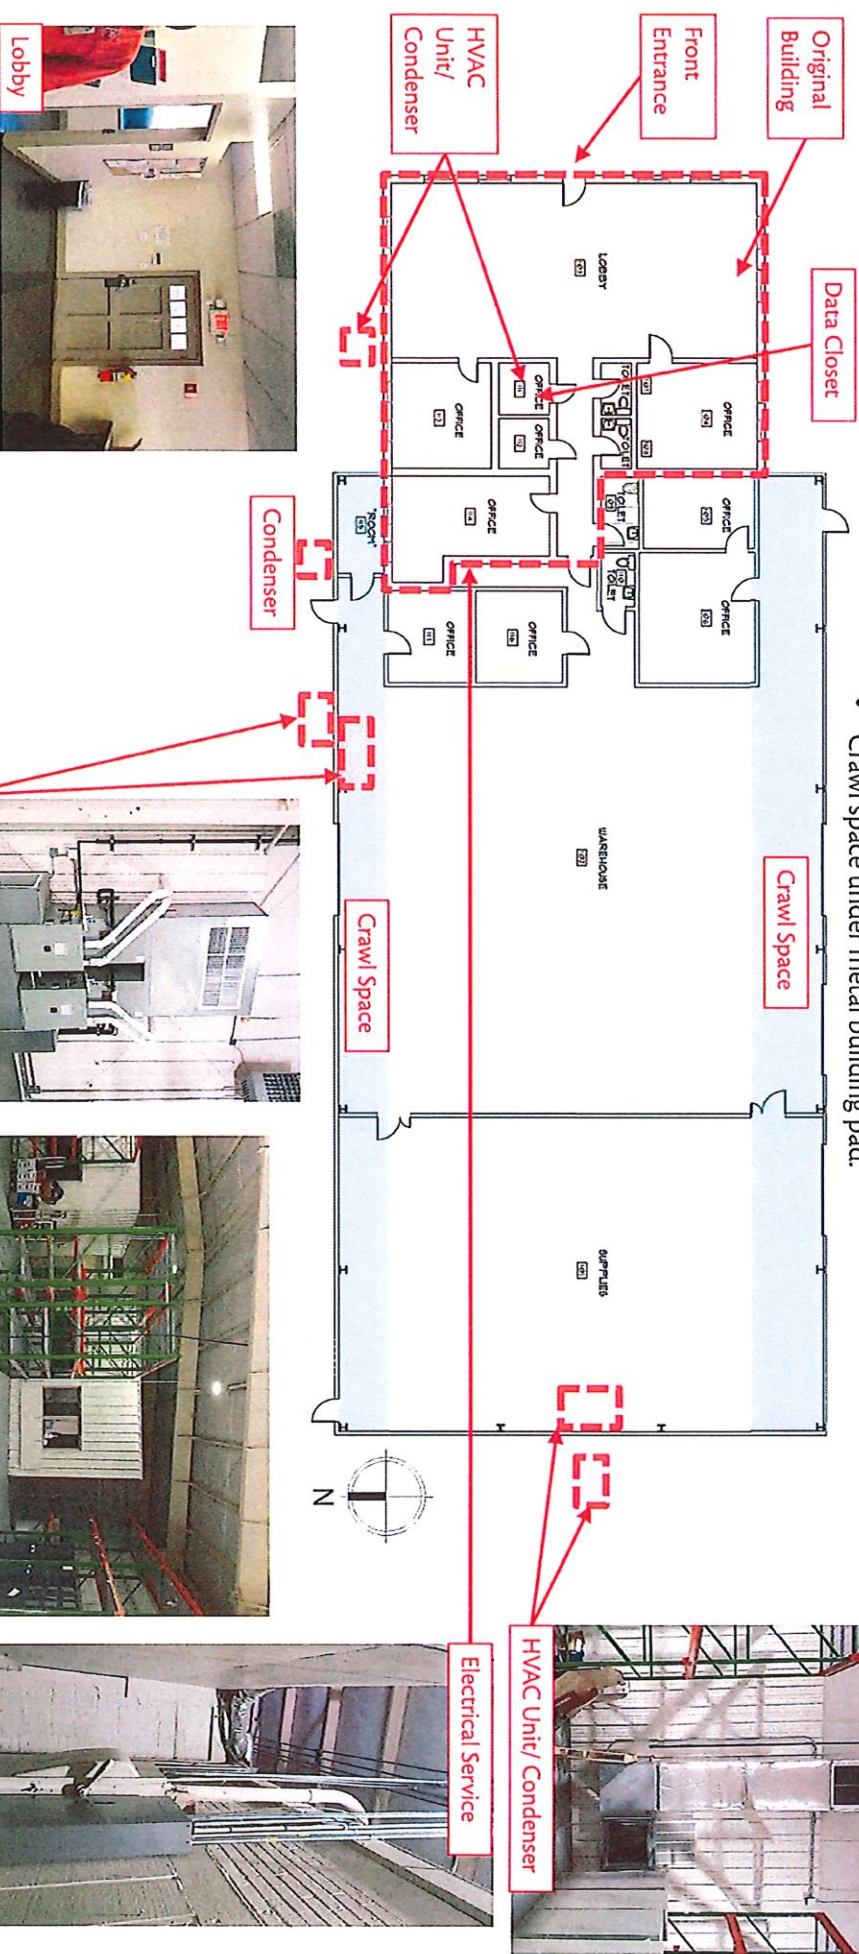 Crawl space under metal building pad.
Original
Building
Front
Entrance
HVAC
Unit/
Condenser
Data Closet
LOBBY
OFFICE
OFFICE
OFFICE
OFFICE
OFFICE
TOILET
TOILET
TOILET
TOILET
OFFICE
OFFICE
OFFICE
OFFICE
"ROOM"
WAREHOUSE
SUPPLIES
Crawl Space
Crawl Space
Condenser
N
HVAC Unit/ Condenser
Electrical Service
Lobby
EXIT